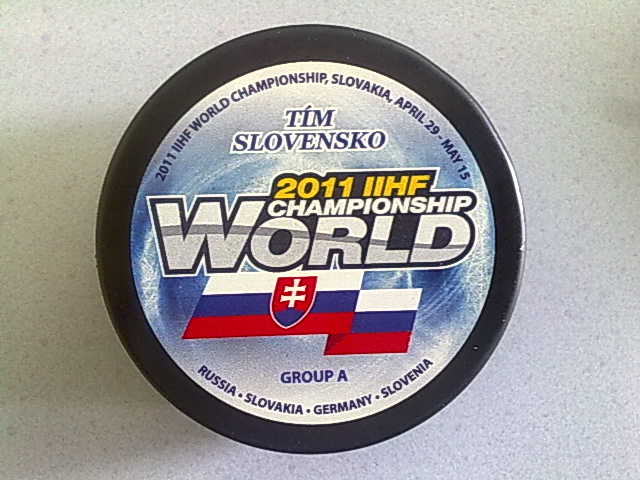 2011 IIHF WORLD CHAMPIONSHIP, SLOVAKIA, APRIL 29 - MAY 15
TÍM
SLOVENSKO
2011 IIHF
CHAMPIONSHIP
WORLD
GROUP A
RUSSIA • SLOVAKIA • GERMANY • SLOVENIA